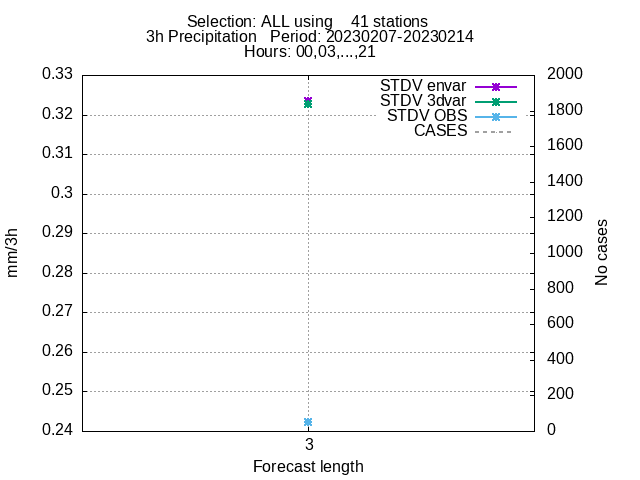 Selection: ALL using    41 stations
3h Precipitation   Period: 20230207-20230214
Hours: 00,03,...,21
STDV envar
STDV 3dvar
STDV OBS
CASES
0.33
0.32
0.31
0.3
0.29
0.28
0.27
0.26
0.25
0.24
mm/3h
2000
1800
1600
1400
1200
1000
800
600
400
200
0
No cases
3
Forecast length